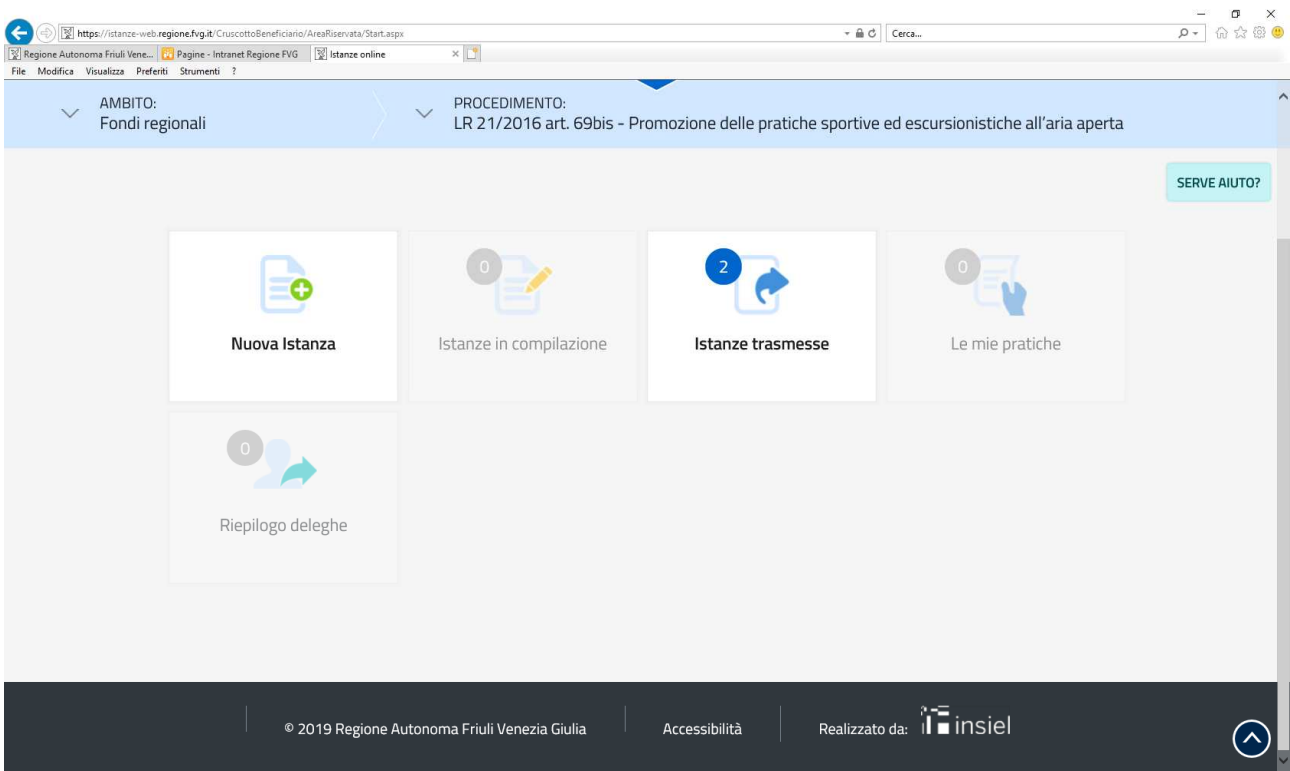 https://istanze-web.regione.fvg.it/CruscottoBeneficiario/AreaRiservata/Start.aspx
Cerca...
Regione Autonoma Friuli Vene...
Pagine - Intranet Regione FVG
Istanze online
File Modifica Visualizza Preferiti Strumenti ?
AMBITO:
Fondi regionali
PROCEDIMENTO:
LR 21/2016 art. 69bis - Promozione delle pratiche sportive ed escursionistiche all'aria aperta
SERVE AIUTO?
Nuova Istanza
0
Istanze in compilazione
2
Istanze trasmesse
0
Le mie pratiche
0
Riepilogo deleghe
© 2019 Regione Autonoma Friuli Venezia Giulia
Accessibilità
Realizzato da:
insiel